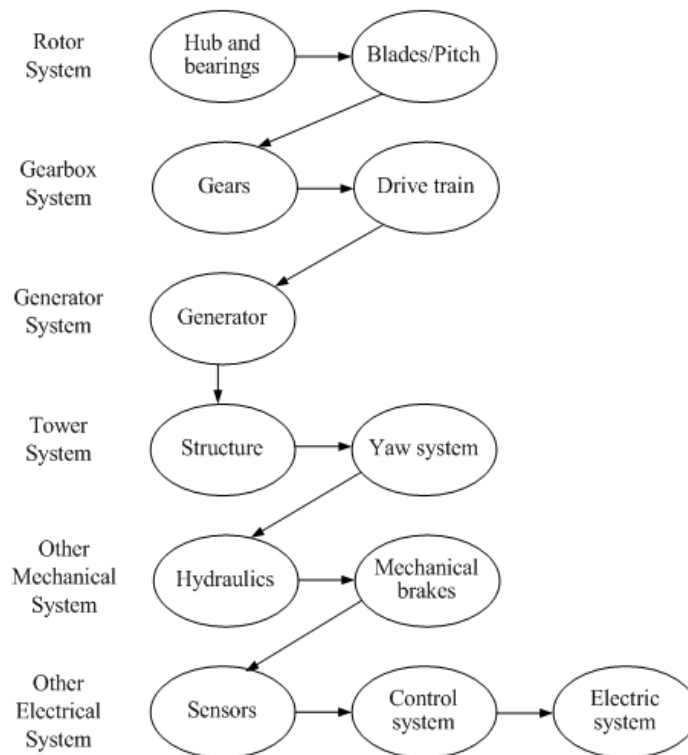 Rotor
System
Hub and
bearings
Blades/Pitch
Gearbox
System
Gears
Drive train
Generator
System
Generator
Tower
System
Structure
Yaw system
Other
Mechanical
System
Hydraulics
Mechanical
brakes
Other
Electrical
System
Sensors
Control
system
Electric
system